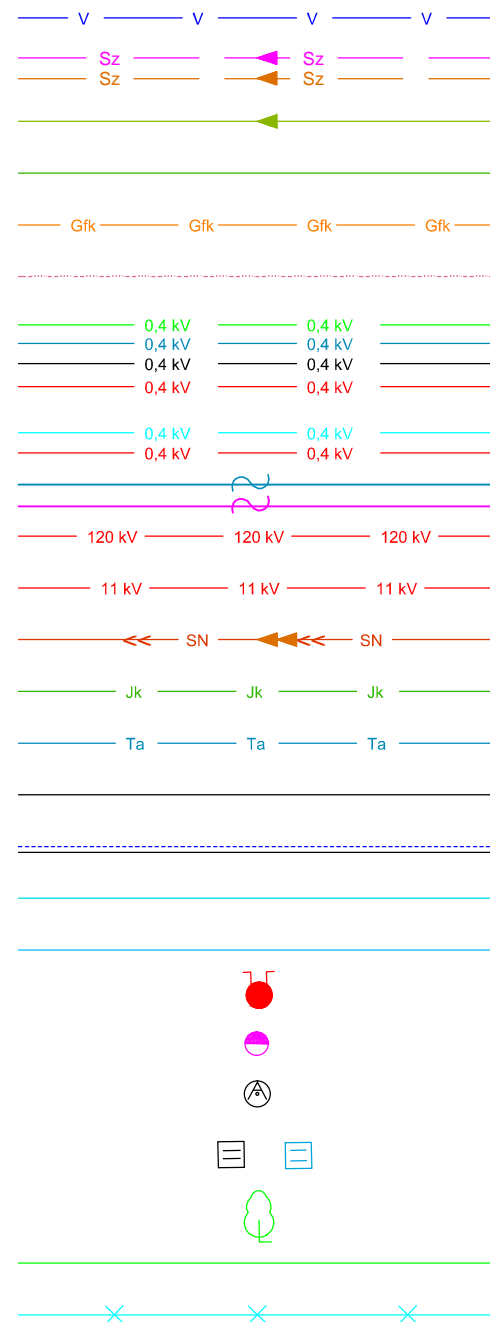 V V V V
Sz Sz
Sz Sz
Gfk Gfk Gfk Gfk
0,4 kV 0,4 kV
0,4 kV 0,4 kV
0,4 kV 0,4 kV
0,4 kV 0,4 kV
0,4 kV 0,4 kV
0,4 kV 0,4 kV
120 kV 120 kV 120 kV
11 kV 11 kV 11 kV
SN SN
Jk Jk Jk
Ta Ta Ta